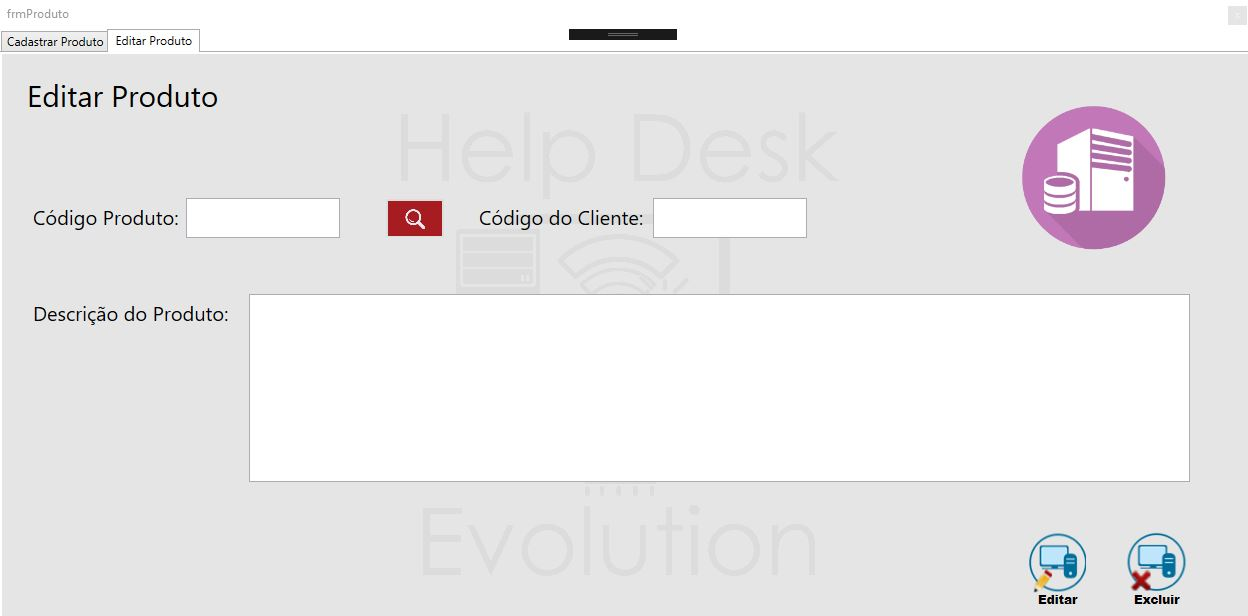 frmProduto
x
Cadastrar Produto Editar Produto
Editar Produto
Help Desk
Código Produto: Código do Cliente:
Descrição do Produto:
Evolution
Editar Excluir